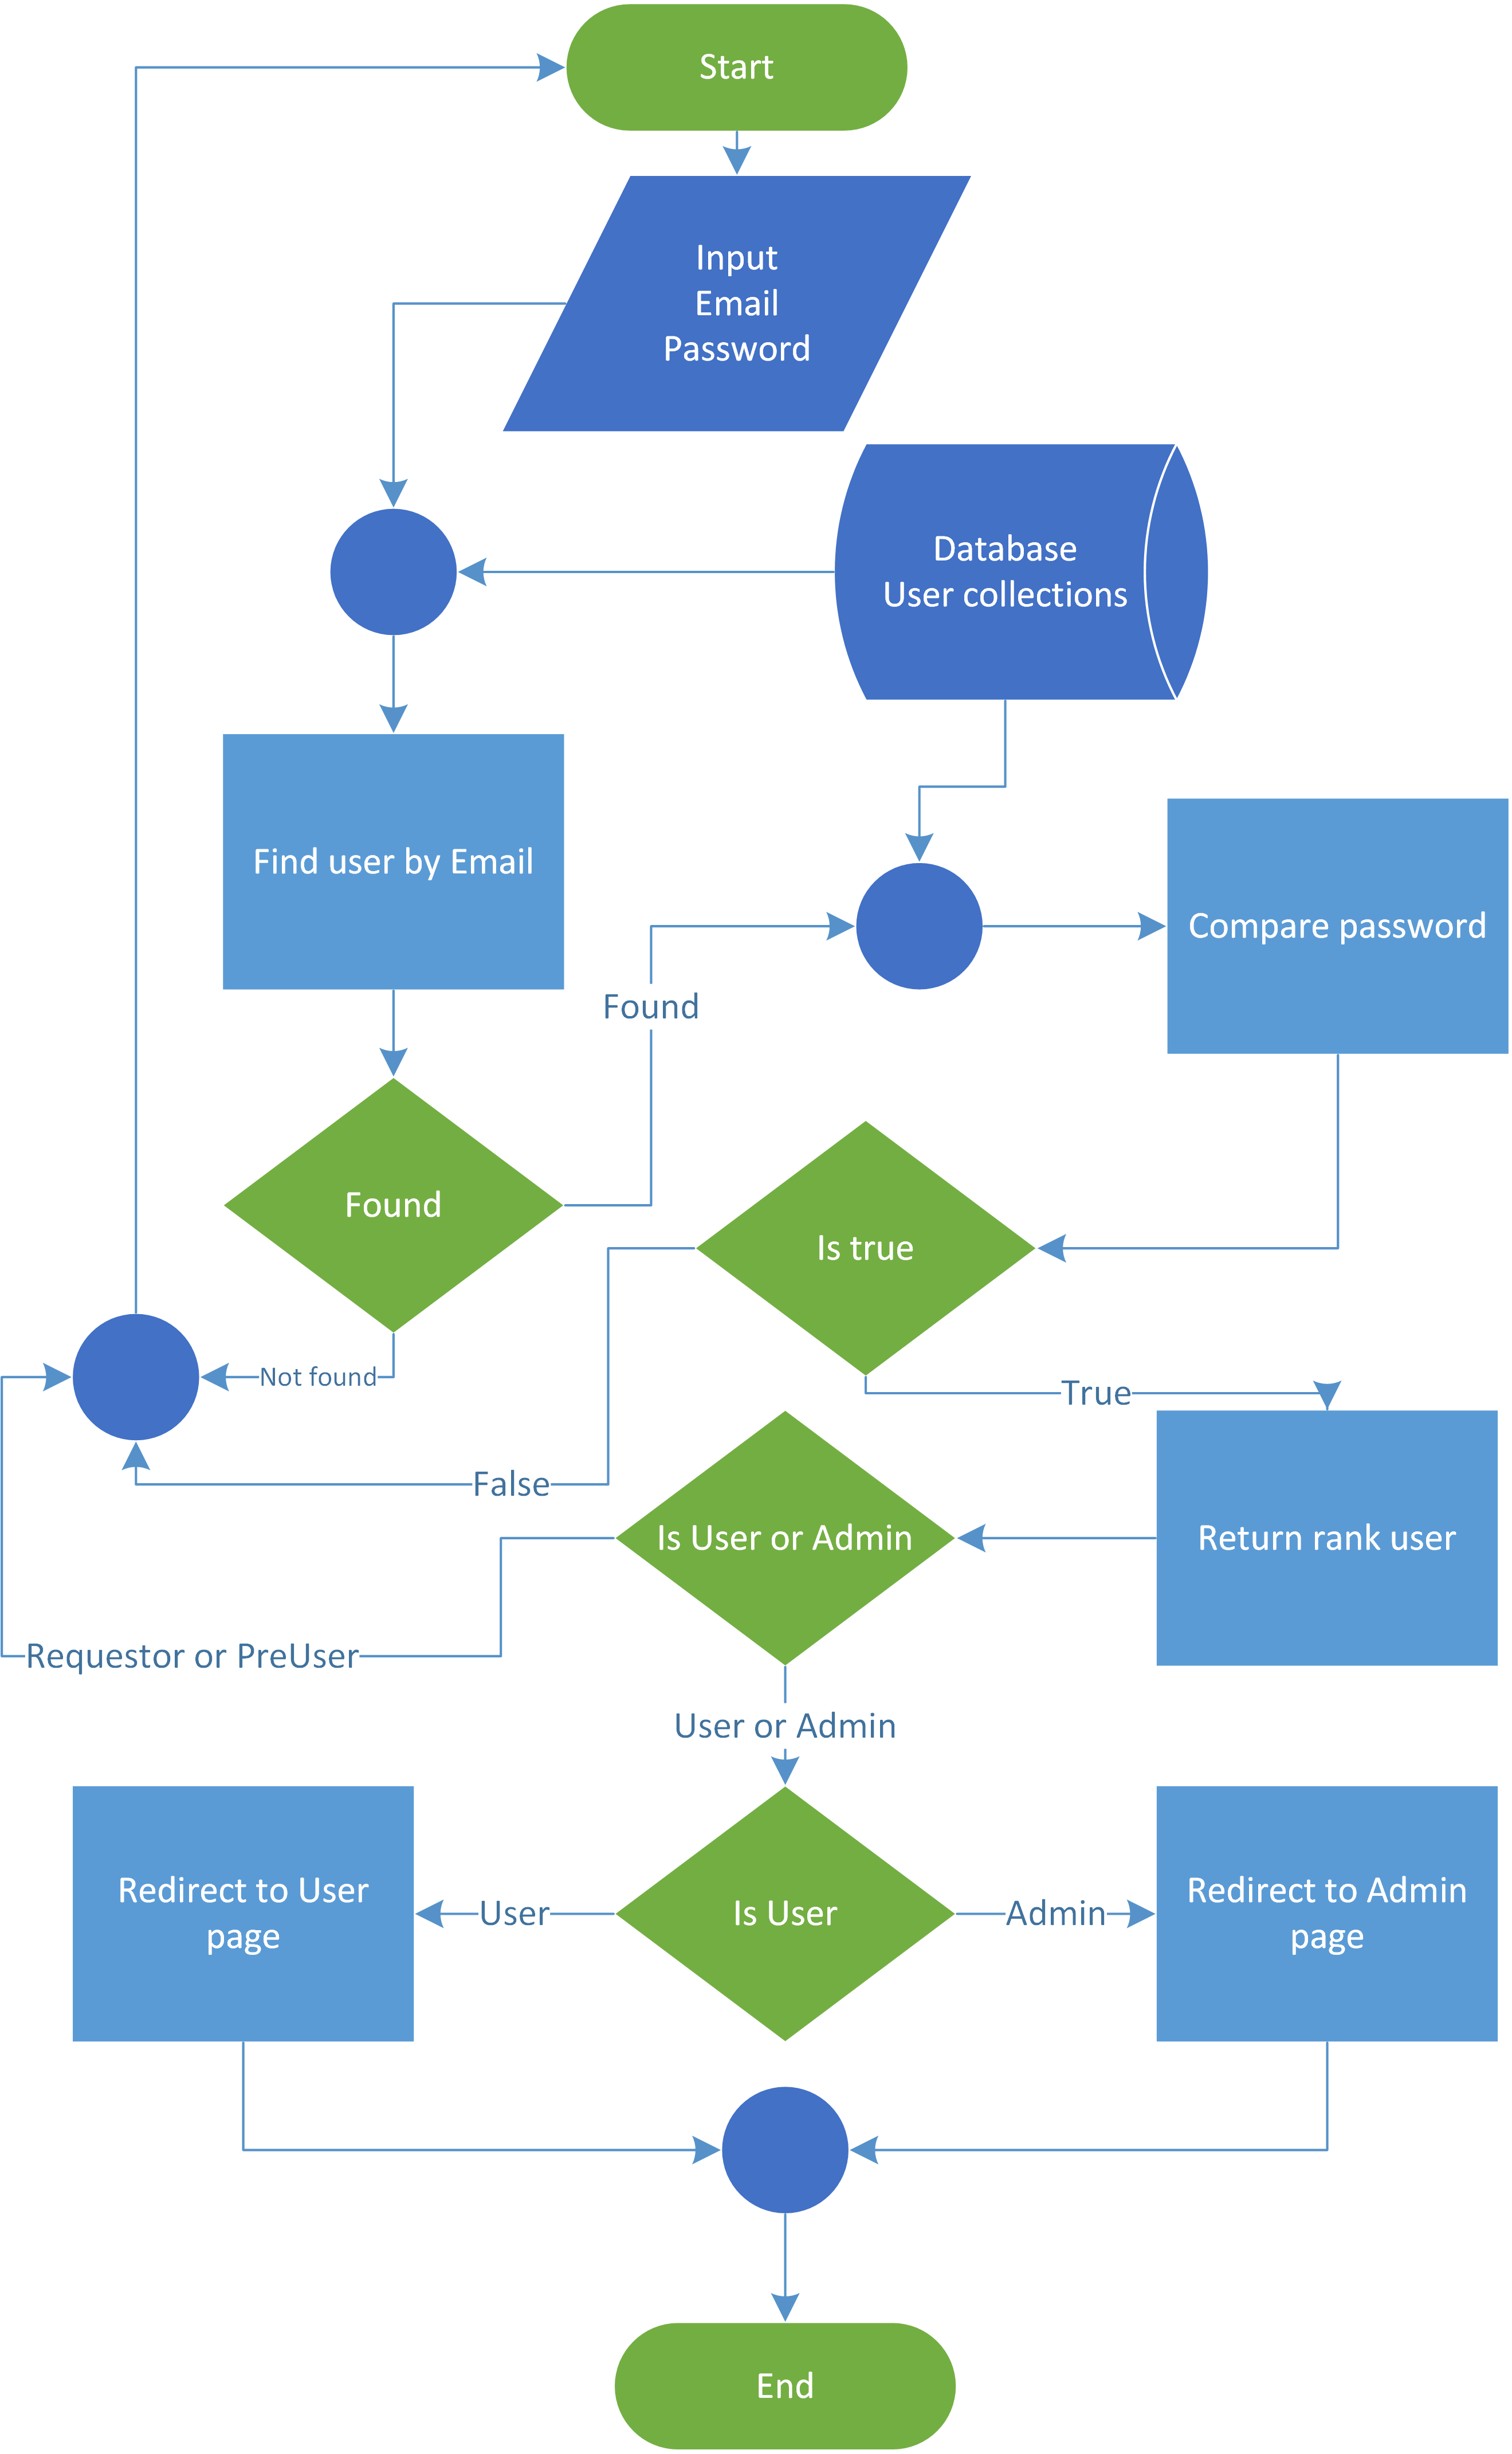 Start
Input
Email
Password
Database
User collections
Find user by Email
Compare password
Found
Found
Is true
Not found
True
False
Is User or Admin
Return rank user
Requestor or PreUser
User or Admin
Redirect to User
page
User
Is User
Admin
Redirect to Admin
page
End